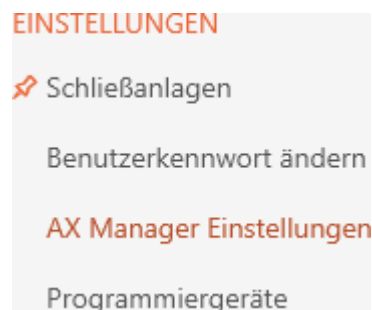 EINSTELLUNGEN
Schließanlagen
Benutzerkennwort ändern
AX Manager Einstellungen
Programmiergeräte